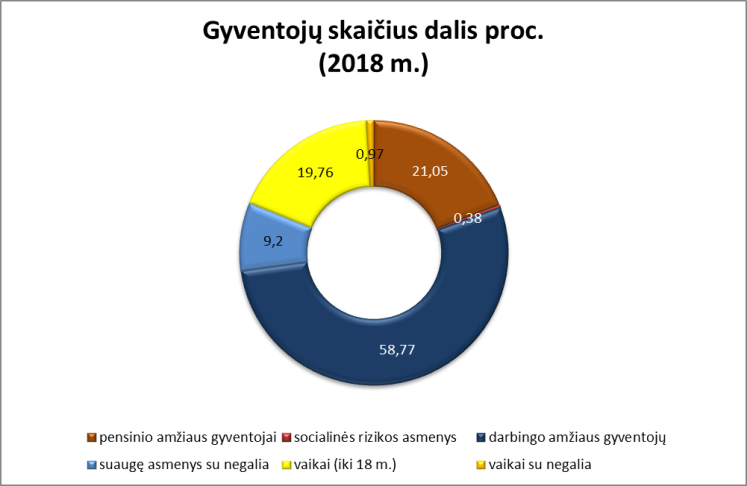 Gyventojų skaičius dalis proc.
(2018 m.)
0,97
21,05
19,76
0,38
9,2
58,77
pensinio amžiaus gyventojai socialinės rizikos asmenys darbingo amžiaus gyventojų
suaugę asmenys su negalia vaikai (iki 18 m.) vaikai su negalia